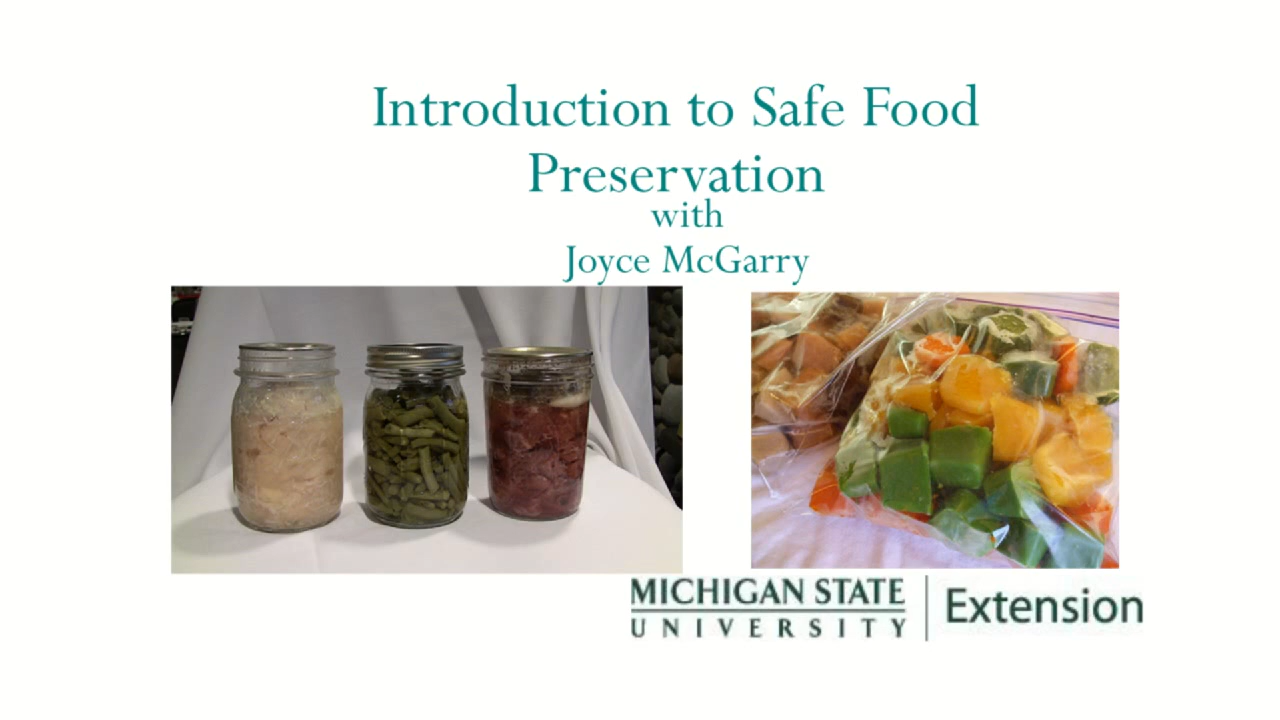 Introduction to Safe Food
Preservation
with
Joyce McGarry
MICHIGAN STATE
UNIVERSITY
Extension